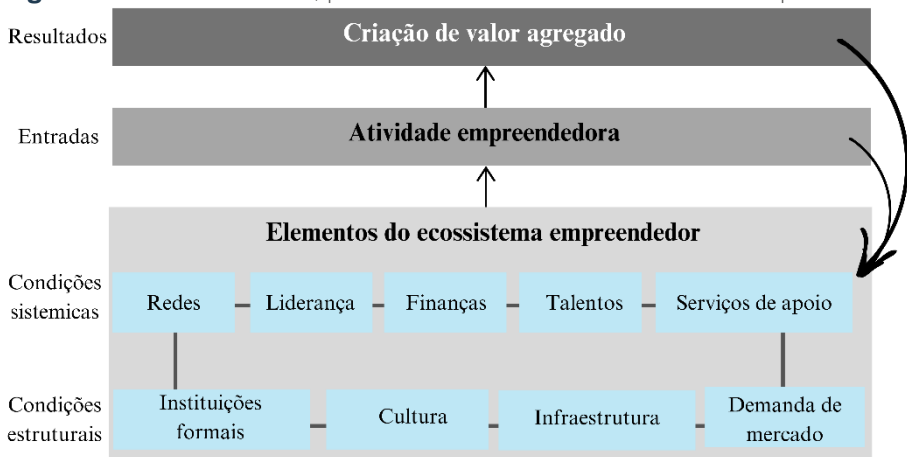 Resultados
Criação de valor agregado
Entradas
Atividade empreendedora
Elementos do ecossistema empreendedor
Condições
sistemicas
Redes
Liderança
Finanças
Talentos
Serviços de apoio
Condições
estruturais
Instituições
formais
Cultura
Infraestrutura
Demanda de
mercado